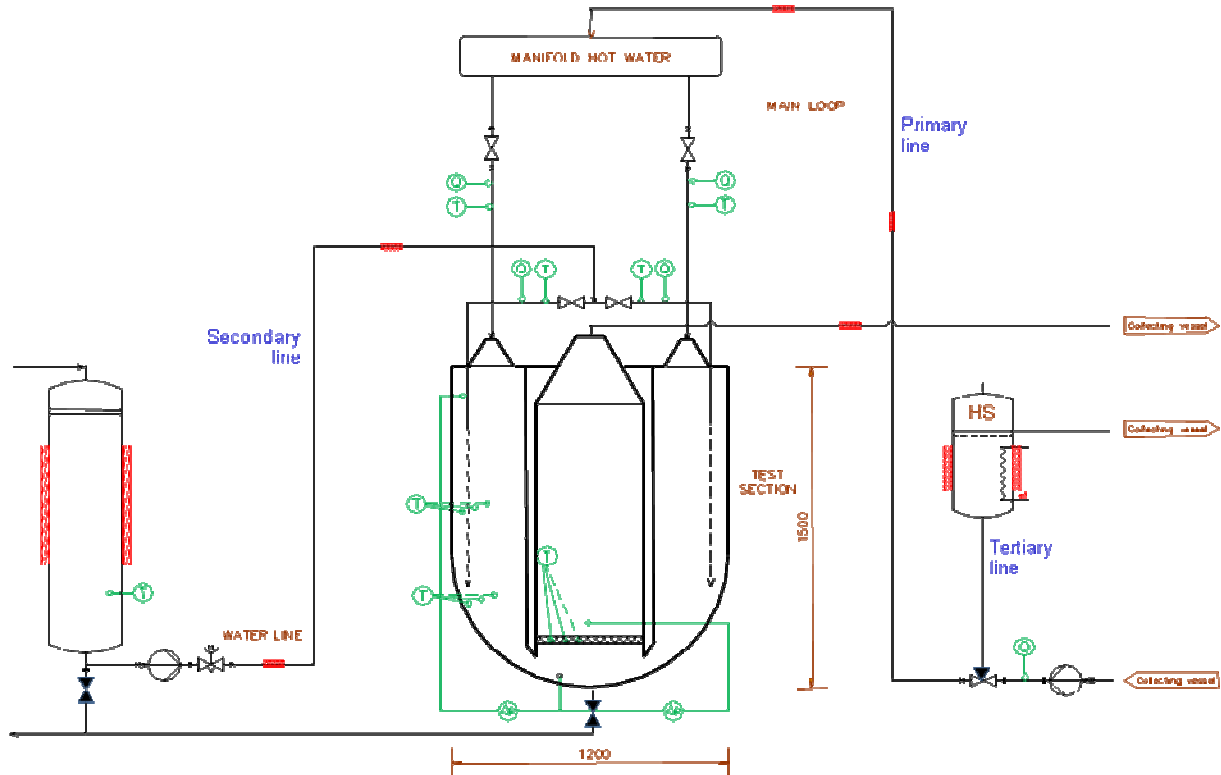 MANIFOLD HOT WATER
MAIN LOOP
Primary
line
Q
Q
T
T
Q
T
T
Q
Secondary
line
Collecting vessel
HS
Collecting vessel
TEST
SECTION
T
1500
T
Tertiary
line
T
T
WATER LINE
Q
Collecting vessel
1200